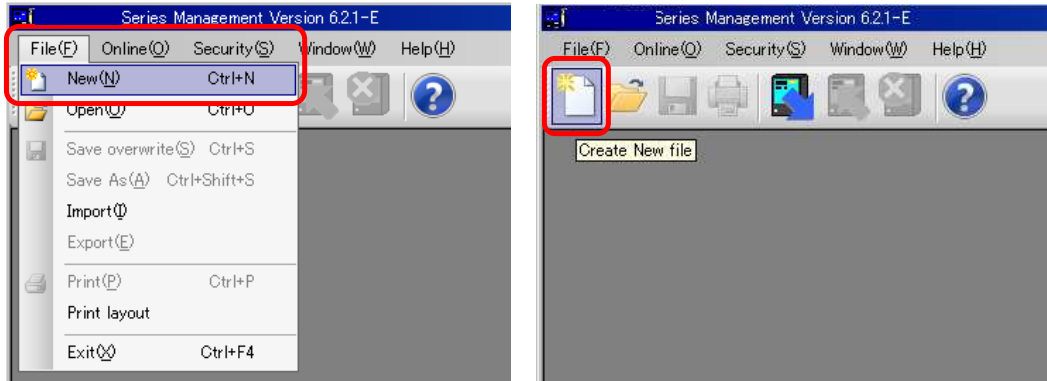 Series Management Version 6.2.1-E
File(F) Online(O) Security(S) Window(W) Help(H)
New(N) Ctrl+N
Open(O) Ctrl+O
Save overwrite(S) Ctrl+S
Save As(A) Ctrl+Shift+S
Import(I)
Export(E)
Print(P) Ctrl+P
Print layout
Exit(X) Ctrl+F4
Series Management Version 6.2.1-E
File(F) Online(O) Security(S) Window(W) Help(H)
Create New file